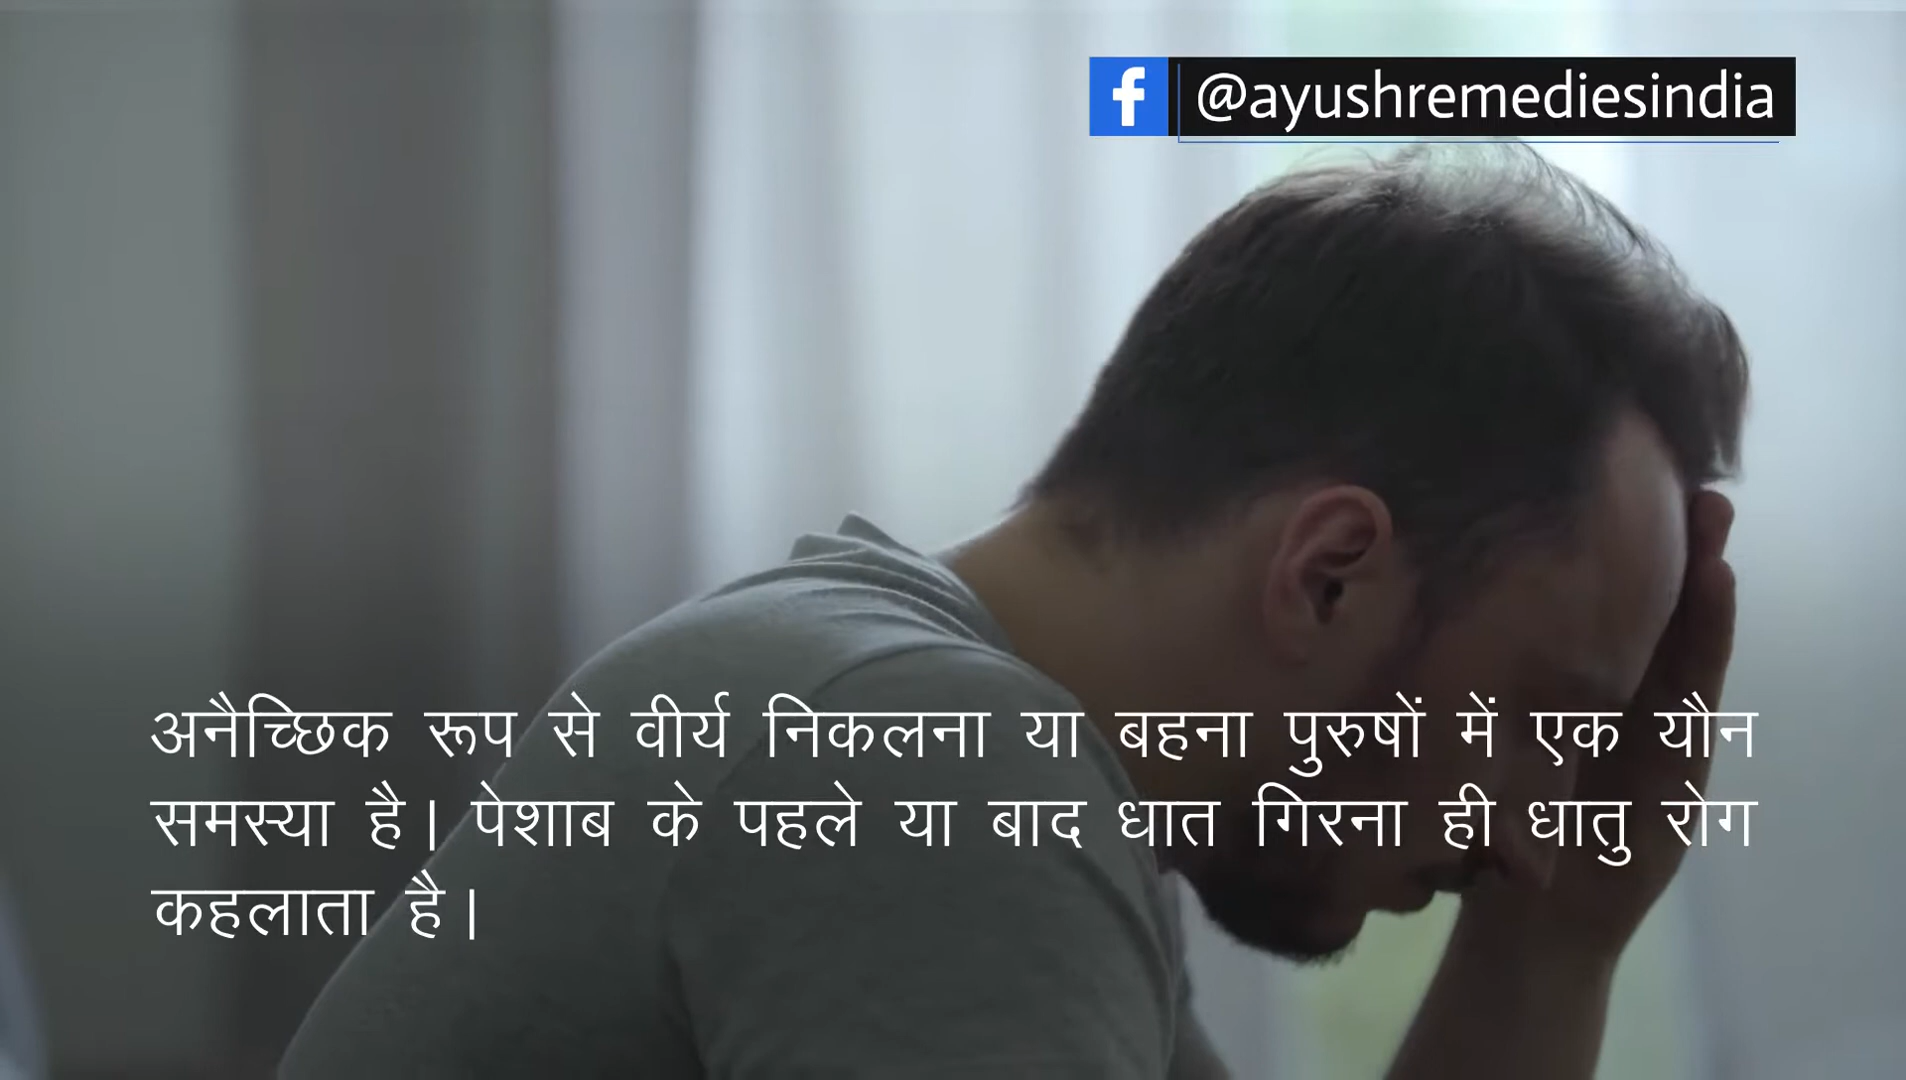 @ayushremediesindia
अनैच्छिक रूप से वीर्य निकलना या बहना पुरुषों में एक यौन
समस्या है। पेशाब के पहले या बाद धात गिरना ही धातु रोग
कहलाता है।